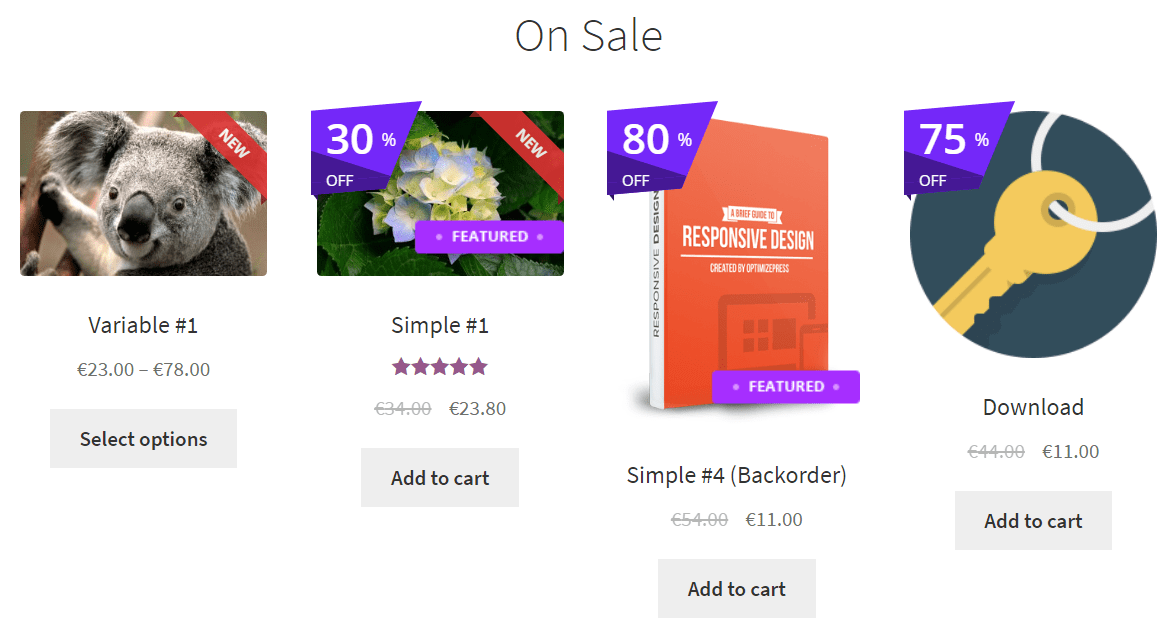 On Sale
NEW
Variable #1
€23.00 – €78.00
Select options
30 %
OFF
NEW
FEATURED
Simple #1
€34.00 €23.80
Add to cart
80 %
OFF
RESPONSIVE DESIGN
A BRIEF GUIDE TO
RESPONSIVE DESIGN
CREATED BY OPTIMIZEPRESS
FEATURED
Simple #4 (Backorder)
€54.00 €11.00
Add to cart
75 %
OFF
Download
€44.00 €11.00
Add to cart